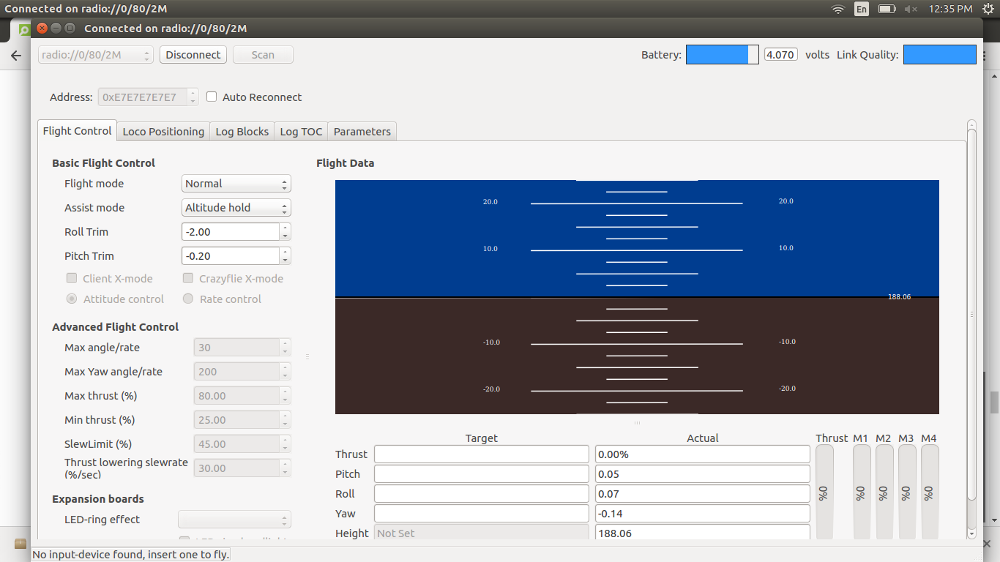 Connected on radio://0/80/2M
En
12:35 PM
Connected on radio://0/80/2M
radio://0/80/2M
Disconnect
Scan
Battery:
4.070
volts
Link Quality:
Address:
0xE7E7E7E7E7
Auto Reconnect
Flight Control
Loco Positioning
Log Blocks
Log TOC
Parameters
Basic Flight Control
Flight mode
Normal
Assist mode
Altitude hold
Roll Trim
-2.00
Pitch Trim
-0.20
Client X-mode
Crazyflie X-mode
Attitude control
Rate control
Advanced Flight Control
Max angle/rate
30
Max Yaw angle/rate
200
Max thrust (%)
80.00
Min thrust (%)
25.00
SlewLimit (%)
45.00
Thrust lowering slewrate
(%/sec)
30.00
Expansion boards
LED-ring effect
Flight Data
20.0
20.0
10.0
10.0
188.06
-10.0
-10.0
-20.0
-20.0
Target
Actual
Thrust
M1
M2
M3
M4
Thrust
0.00%
Pitch
0.05
Roll
0.07
Yaw
-0.14
Height
Not Set
188.06
0%
0%
0%
0%
0%
No input-device found, insert one to fly.